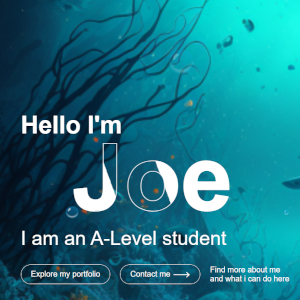 Hello I'm
Joe
I am an A-Level student
Explore my portfolio
Contact me
Find more about me
and what i can do here